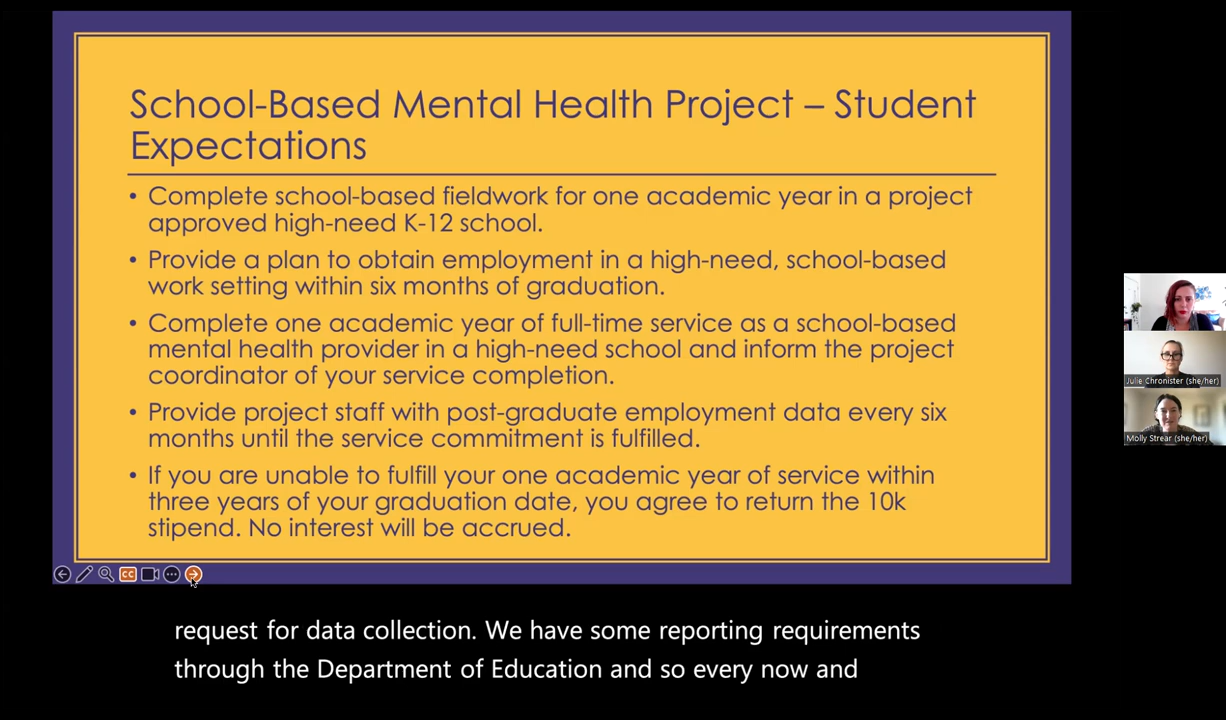 School-Based Mental Health Project – Student
Expectations
• Complete school-based fieldwork for one academic year in a project
approved high-need K-12 school.
• Provide a plan to obtain employment in a high-need, school-based
work setting within six months of graduation.
• Complete one academic year of full-time service as a school-based
mental health provider in a high-need school and inform the project
coordinator of your service completion.
• Provide project staff with post-graduate employment data every six
months until the service commitment is fulfilled.
• If you are unable to fulfill your one academic year of service within
three years of your graduation date, you agree to return the 10k
stipend. No interest will be accrued.
CC
Julie Chronister (she/her)
Molly Strear (she/her)
request for data collection. We have some reporting requirements
through the Department of Education and so every now and